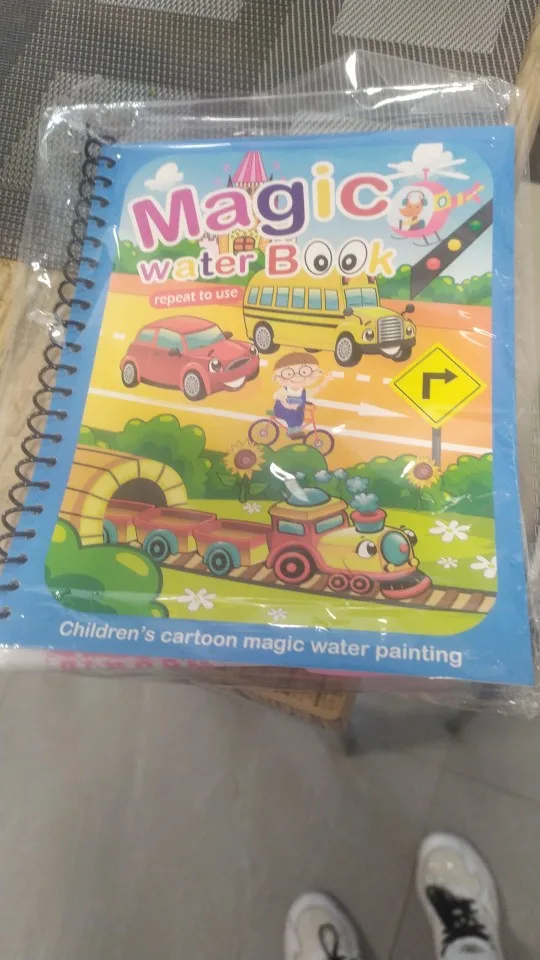 Magic
water Book
repeat to use
Children's cartoon magic water painting